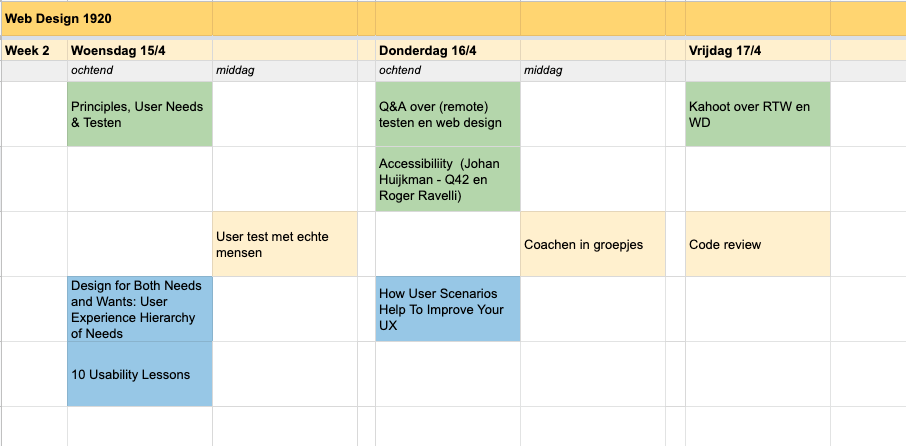 Web Design 1920
Week 2 Woensdag 15/4 Donderdag 16/4 Vrijdag 17/4
ochtend middag ochtend middag
Principles, User Needs
& Testen
Q&A over (remote)
testen en web design
Kahoot over RTW en
WD
Accessibiliity (Johan
Huijkman - Q42 en
Roger Ravelli)
User test met echte
mensen
Coachen in groepjes
Code review
Design for Both Needs
and Wants: User
Experience Hierarchy
of Needs
How User Scenarios
Help To Improve Your
UX
10 Usability Lessons